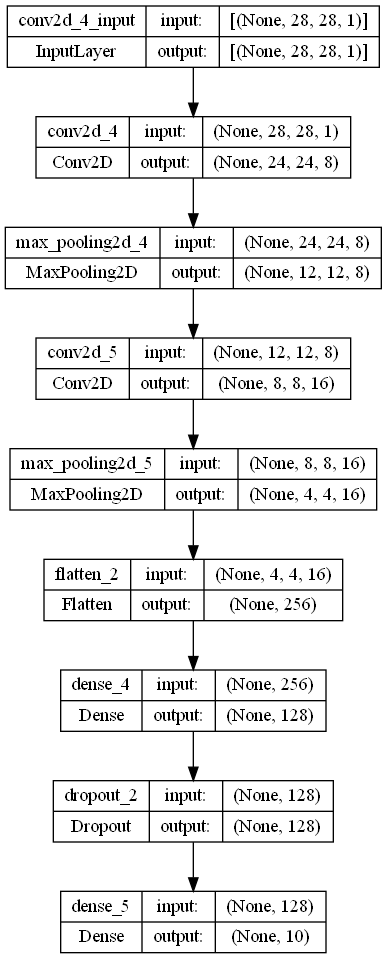 conv2d_4_input input: [(None, 28, 28, 1)]
InputLayer output: [(None, 28, 28, 1)]
conv2d_4 input: (None, 28, 28, 1)
Conv2D output: (None, 24, 24, 8)
max_pooling2d_4 input: (None, 24, 24, 8)
MaxPooling2D output: (None, 12, 12, 8)
conv2d_5 input: (None, 12, 12, 8)
Conv2D output: (None, 8, 8, 16)
max_pooling2d_5 input: (None, 8, 8, 16)
MaxPooling2D output: (None, 4, 4, 16)
flatten_2 input: (None, 4, 4, 16)
Flatten output: (None, 256)
dense_4 input: (None, 256)
Dense output: (None, 128)
dropout_2 input: (None, 128)
Dropout output: (None, 128)
dense_5 input: (None, 128)
Dense output: (None, 10)